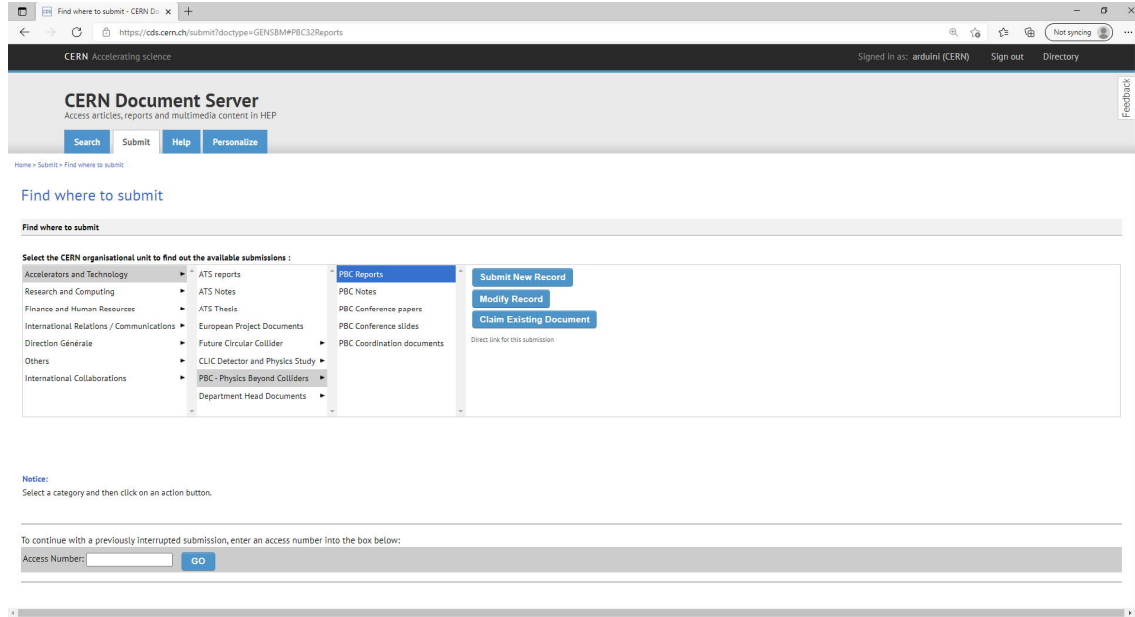 Find where to submit - CERN Do
https://cds.cern.ch/submit?doctype=GENSBM#PBC32Reports
Not syncing
CERN Accelerating science
Signed in as: arduini (CERN) Sign out Directory
Feedback
CERN Document Server
Access articles, reports and multimedia content in HEP
Search Submit Help Personalize
Home > Submit > Find where to submit
Find where to submit
Find where to submit
Select the CERN organisational unit to find out the available submissions :
Accelerators and Technology
Research and Computing
Finance and Human Resources
International Relations / Communications
Direction Générale
Others
International Collaborations
ATS reports
ATS Notes
ATS Thesis
European Project Documents
Future Circular Collider
CLIC Detector and Physics Study
PBC - Physics Beyond Colliders
Department Head Documents
PBC Reports
PBC Notes
PBC Conference papers
PBC Conference slides
PBC Coordination documents
Submit New Record
Modify Record
Claim Existing Document
Direct link for this submission
Notice:
Select a category and then click on an action button.
To continue with a previously interrupted submission, enter an access number into the box below:
Access Number: GO